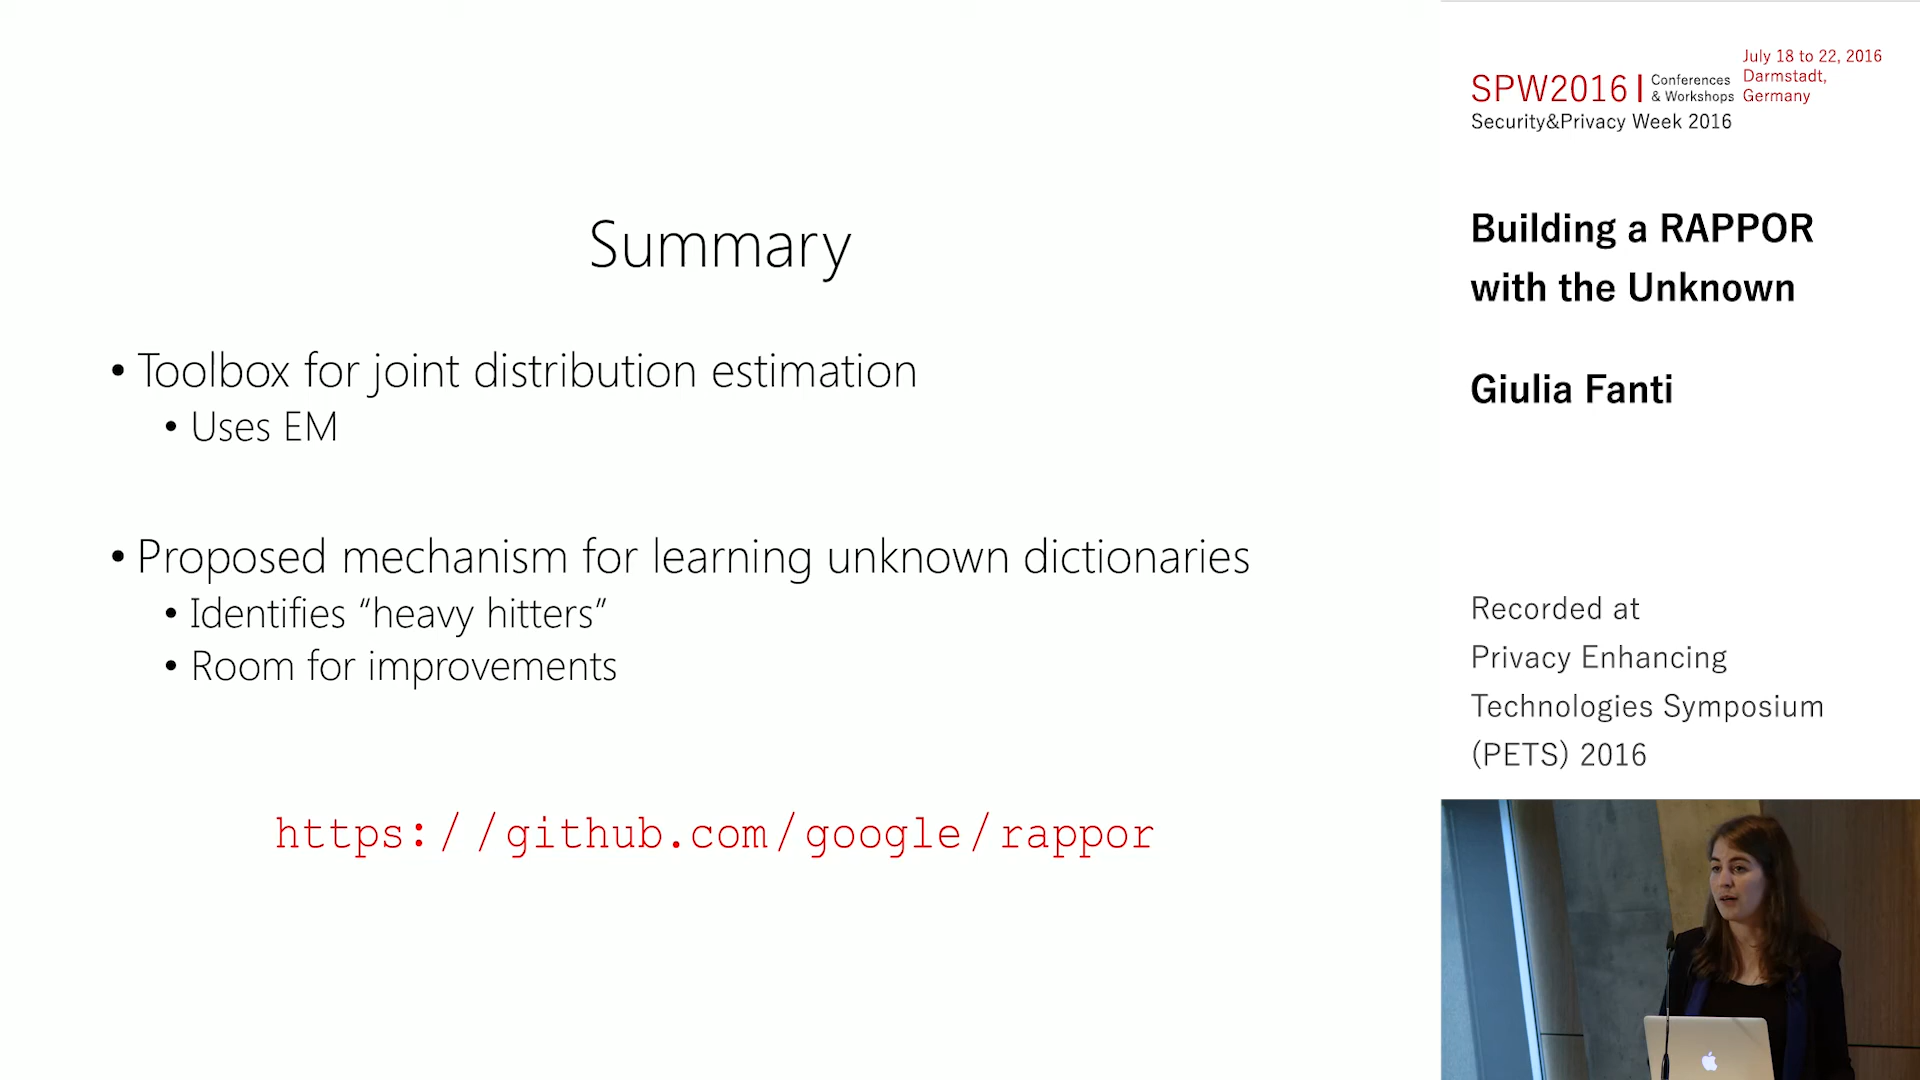 Summary
• Toolbox for joint distribution estimation
• Uses EM
• Proposed mechanism for learning unknown dictionaries
• Identifies “heavy hitters”
• Room for improvements
https://github.com/google/rappor
SPW2016 | Conferences & Workshops
July 18 to 22, 2016
Darmstadt,
Germany
Security&Privacy Week 2016
Building a RAPPOR
with the Unknown
Giulia Fanti
Recorded at
Privacy Enhancing
Technologies Symposium
(PETS) 2016